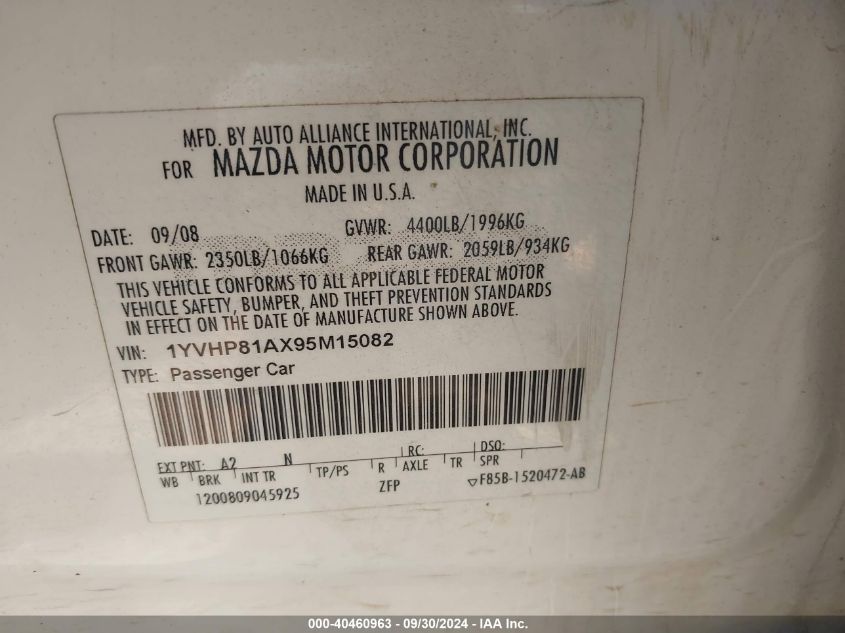 MFD. BY AUTO ALLIANCE INTERNATIONAL, INC.
FOR MAZDA MOTOR CORPORATION
MADE IN U.S.A.
DATE: 09/08 GVWR: 4400LB/1996KG
FRONT GAWR: 2350LB/1066KG REAR GAWR: 2059LB/934KG
THIS VEHICLE CONFORMS TO ALL APPLICABLE FEDERAL MOTOR
VEHICLE SAFETY, BUMPER, AND THEFT PREVENTION STANDARDS
IN EFFECT ON THE DATE OF MANUFACTURE SHOWN ABOVE.
VIN: 1YVHP81AX95M15082
TYPE: Passenger Car
EXT PNT: A2 N RC: DSO:
WB BRK INT TR TP/PS R AXLE TR SPR
1200809045925 ZFP F85B-1520472-AB
000-40460963 - 09/30/2024 - IAA Inc.